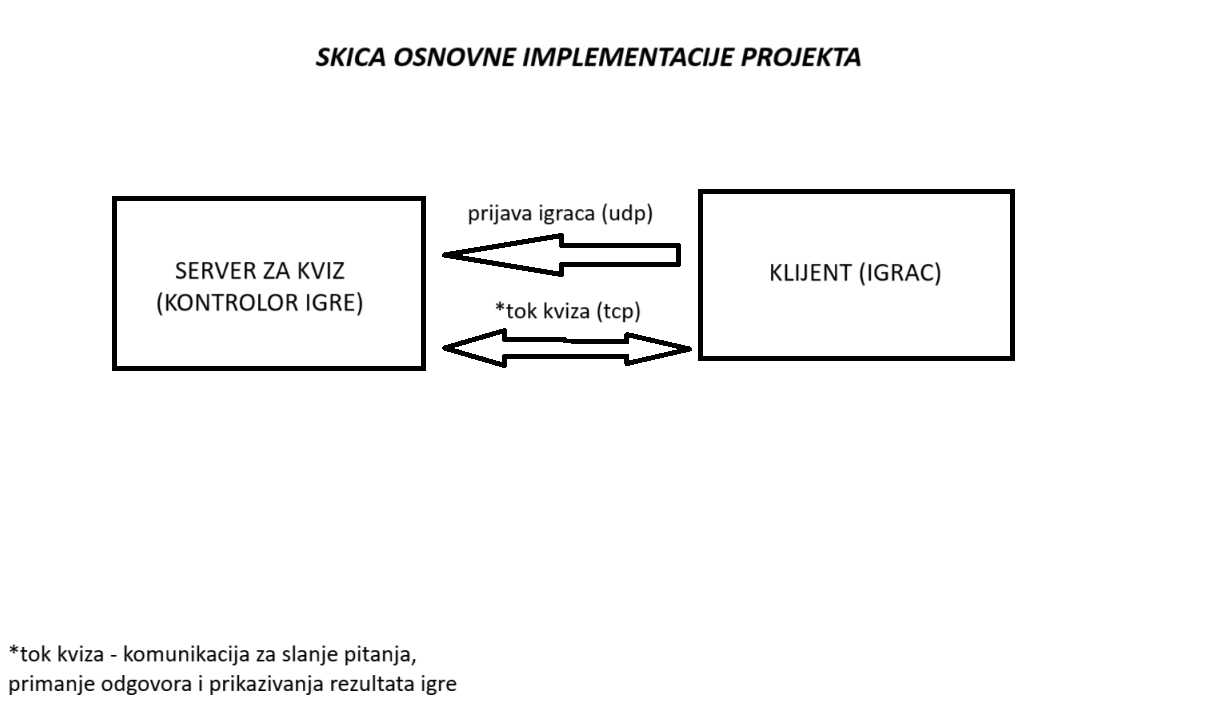 SKICA OSNOVNE IMPLEMENTACIJE PROJEKTA
prijava igraca (udp)
SERVER ZA KVIZ
(KONTROLOR IGRE)
KLIJENT (IGRAC)
*tok kviza (tcp)
*tok kviza - komunikacija za slanje pitanja,
primanje odgovora i prikazivanja rezultata igre